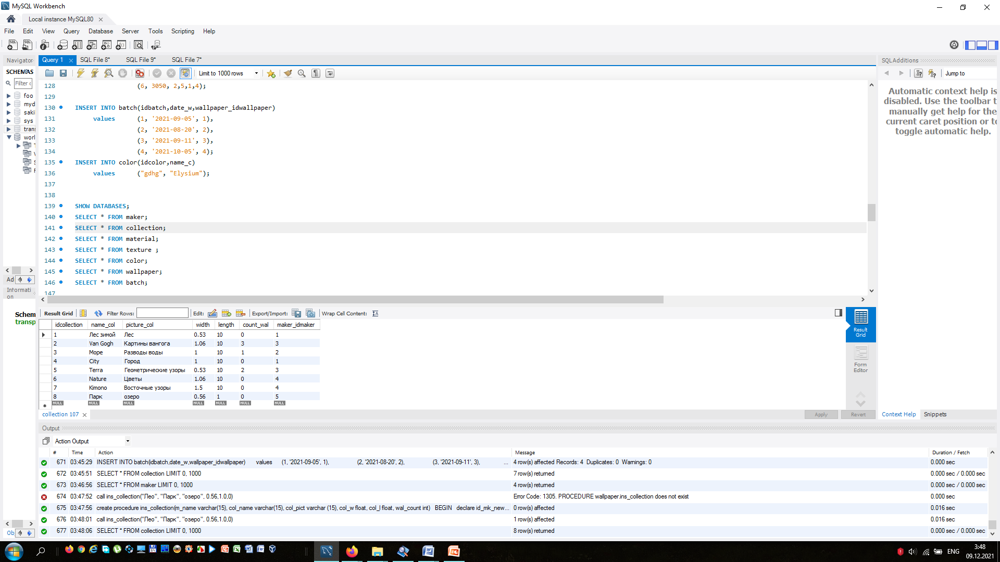 MySQL Workbench
Local instance MySQL80
File Edit View Query Database Server Tools Scripting Help
Navigator
SCHEMAS
Filter
foo
myd
saki
sys
trans
worl
Ad
Informati
on
Schem
transp
Ob
Query 1 SQL File 8* SQL File 9* SQL File 7*
Limit to 1000 rows
128 (6, 3050, 2,5,1,4);
129
130 INSERT INTO batch(idbatch,date_w,wallpaper_idwallpaper)
131 values (1, '2021-09-05', 1),
132 (2, '2021-08-20', 2),
133 (3, '2021-09-11', 3),
134 (4, '2021-10-05', 4);
135 INSERT INTO color(idcolor,name_c)
136 values ("gdhg", "Elysium");
137
138
139 SHOW DATABASES;
140 SELECT * FROM maker;
141 SELECT * FROM collection;
142 SELECT * FROM material;
143 SELECT * FROM texture ;
144 SELECT * FROM color;
145 SELECT * FROM wallpaper;
146 SELECT * FROM batch;
147
Result Grid Filter Rows: Edit: Export/Import: Wrap Cell Content:
idcollection name_col picture_col width length count_wal maker_idmaker
1 Лес зимой Лес 0.53 10 0 1
2 Van Gogh Картины вангога 1.06 10 3 3
3 Море Разводы воды 1 10 1 2
4 City Город 1 10 0 1
5 Terra Геометрические узоры 0.53 10 2 3
6 Nature Цветы 1.06 10 0 4
7 Kimono Восточные узоры 1.5 10 0 4
8 Парк озеро 0.56 1 0 5
NULL NULL NULL NULL NULL NULL NULL
Result
Grid
Form
Editor
collection 107
Apply Revert
SQLAdditions
Jump to
Automatic context help is
disabled. Use the toolbar t
manually get help for the
current caret position or to
toggle automatic help.
Context Help Snippets
Output
Action Output
# Time Action Message Duration / Fetch
671 03:45:29 INSERT INTO batch(idbatch,date_w,wallpaper_idwallpaper) values (1, '2021-09-05', 1), (2, '2021-08-20', 2), (3, '2021-09-11', 3), ... 4 row(s) affected Records: 4 Duplicates: 0 Warnings: 0 0.000 sec
672 03:45:51 SELECT * FROM collection LIMIT 0, 1000 7 row(s) returned 0.000 sec / 0.000 sec
673 03:46:56 SELECT * FROM maker LIMIT 0, 1000 4 row(s) returned 0.000 sec / 0.000 sec
674 03:47:52 call ins_collection("Лео", "Парк", "озеро", 0.56,1.0,0) Error Code: 1305. PROCEDURE wallpaper.ins_collection does not exist 0.000 sec
675 03:47:56 create procedure ins_collection(m_name varchar(15), col_name varchar(15), col_pict varchar (15), col_w float, col_l float, wal_count int) BEGIN declare id_mk_new... 0 row(s) affected 0.016 sec
676 03:48:01 call ins_collection("Лео", "Парк", "озеро", 0.56,1.0,0) 1 row(s) affected 0.016 sec
677 03:48:06 SELECT * FROM collection LIMIT 0, 1000 8 row(s) returned 0.000 sec / 0.000 sec
ENG
3:48
09.12.2021